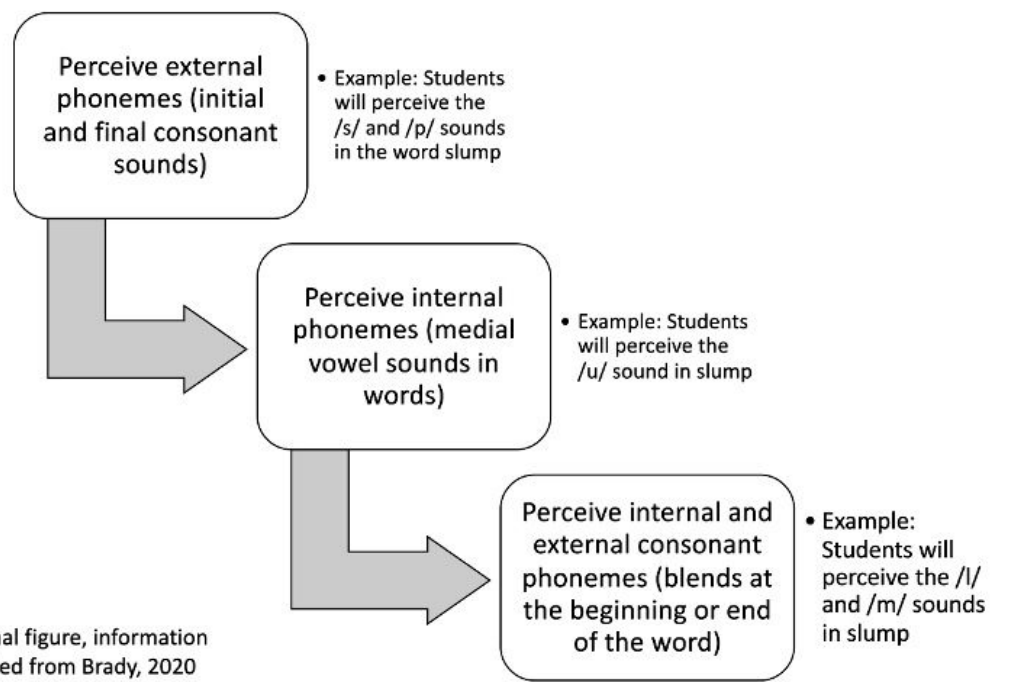 Perceive external
phonemes (initial
and final consonant
sounds)
• Example: Students
will perceive the
/s/ and /p/ sounds
in the word slump
Perceive internal
phonemes (medial
vowel sounds in
words)
• Example: Students
will perceive the
/u/ sound in slump
Perceive internal and
external consonant
phonemes (blends at
the beginning or end
of the word)
• Example:
Students will
perceive the /l/
and /m/ sounds
in slump
figure, information
from Brady, 2020